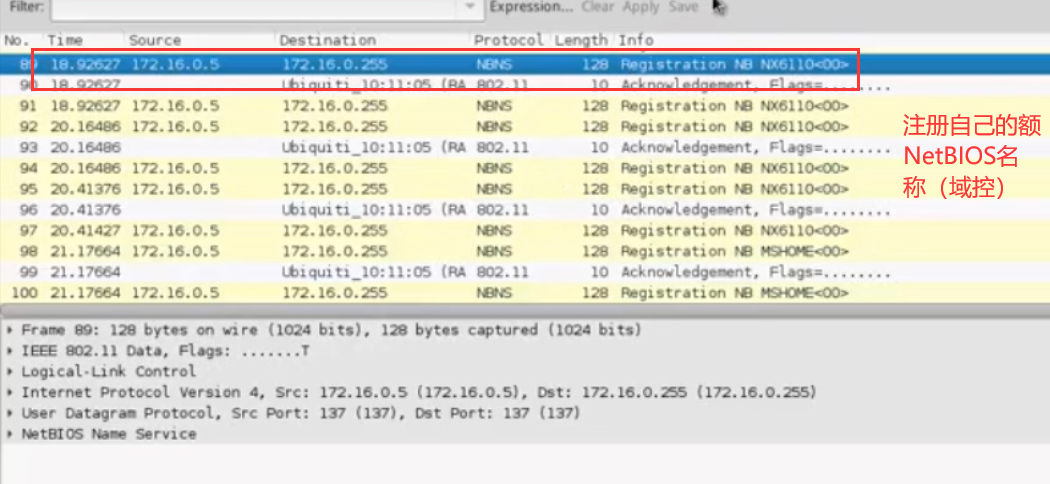 Filter: Expression... Clear Apply Save
No. Time Source Destination Protocol Length Info
89 18.92627 172.16.0.5 172.16.0.255 NBNS 128 Registration NB NX6110<00>
90 18.92627 Ubiquiti_10:11:05 (RA 802.11 10 Acknowledgement, Flags=........
91 18.92627 172.16.0.5 172.16.0.255 NBNS 128 Registration NB NX6110<00>
92 20.16486 172.16.0.5 172.16.0.255 NBNS 128 Registration NB NX6110<00>
93 20.16486 Ubiquiti_10:11:05 (RA 802.11 10 Acknowledgement, Flags=........
94 20.16486 172.16.0.5 172.16.0.255 NBNS 128 Registration NB NX6110<00>
95 20.41376 172.16.0.5 172.16.0.255 NBNS 128 Registration NB NX6110<00>
96 20.41376 Ubiquiti_10:11:05 (RA 802.11 10 Acknowledgement, Flags=........
97 20.41427 172.16.0.5 172.16.0.255 NBNS 128 Registration NB NX6110<00>
98 21.17664 172.16.0.5 172.16.0.255 NBNS 128 Registration NB MSHOME<00>
99 21.17664 Ubiquiti_10:11:05 (RA 802.11 10 Acknowledgement, Flags=........
100 21.17664 172.16.0.5 172.16.0.255 NBNS 128 Registration NB MSHOME<00>
注册自己的额
NetBIOS名
称（域控）
Frame 89: 128 bytes on wire (1024 bits), 128 bytes captured (1024 bits)
IEEE 802.11 Data, Flags: .......T
Logical-Link Control
Internet Protocol Version 4, Src: 172.16.0.5 (172.16.0.5), Dst: 172.16.0.255 (172.16.0.255)
User Datagram Protocol, Src Port: 137 (137), Dst Port: 137 (137)
NetBIOS Name Service